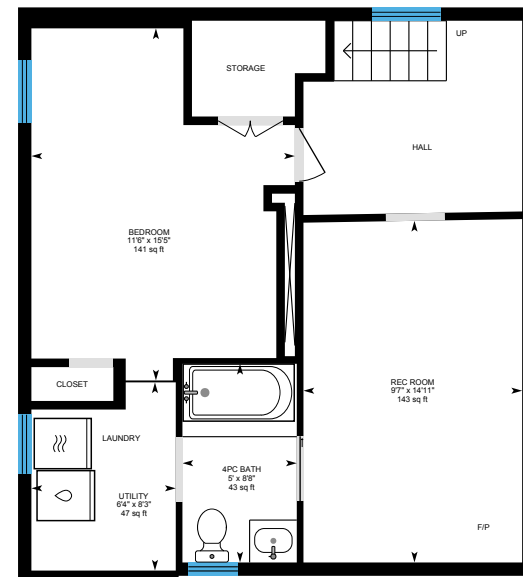 UP
STORAGE
HALL
BEDROOM
11'6" x 15'5"
141 sq ft
CLOSET
REC ROOM
9'7" x 14'11"
143 sq ft
LAUNDRY
4PC BATH
5' x 8'8"
43 sq ft
UTILITY
6'4" x 8'3"
47 sq ft
F/P